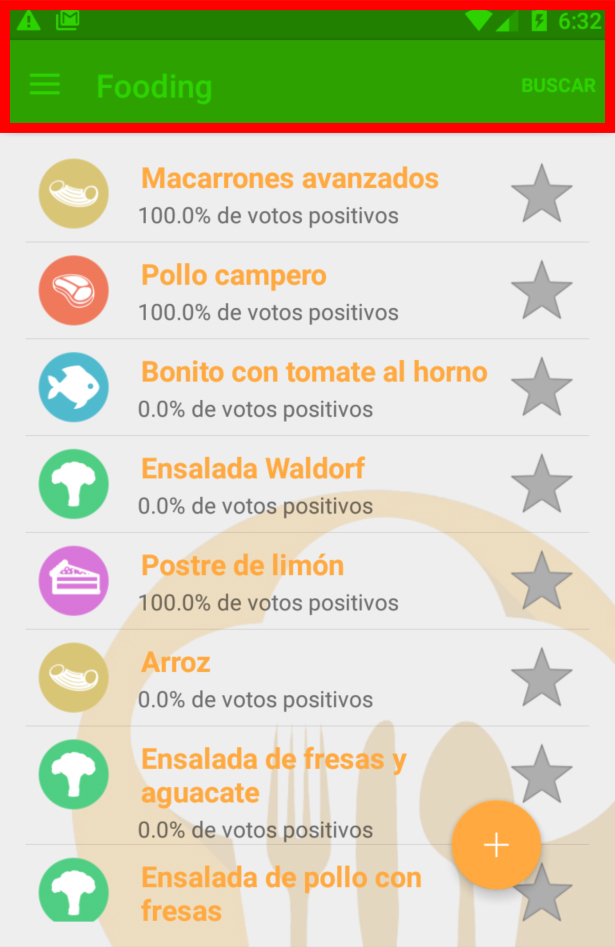 6:32
Fooding
BUSCAR
Macarrones avanzados
100.0% de votos positivos
Pollo campero
100.0% de votos positivos
Bonito con tomate al horno
0.0% de votos positivos
Ensalada Waldorf
0.0% de votos positivos
Postre de limón
100.0% de votos positivos
Arroz
0.0% de votos positivos
Ensalada de fresas y
aguacate
0.0% de votos positivos
Ensalada de pollo con
fresas